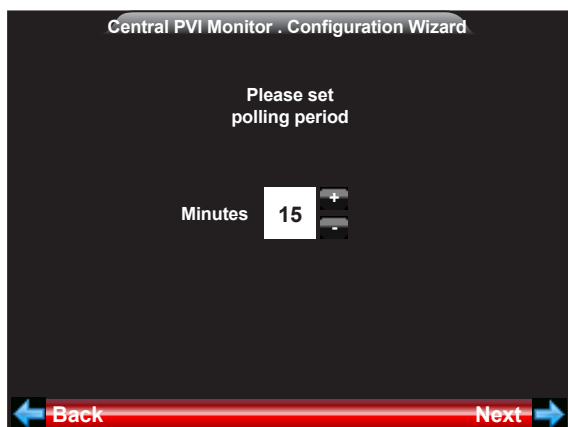 Central PVI Monitor . Configuration Wizard
Please set
polling period
Minutes 15 +
-
Back Next